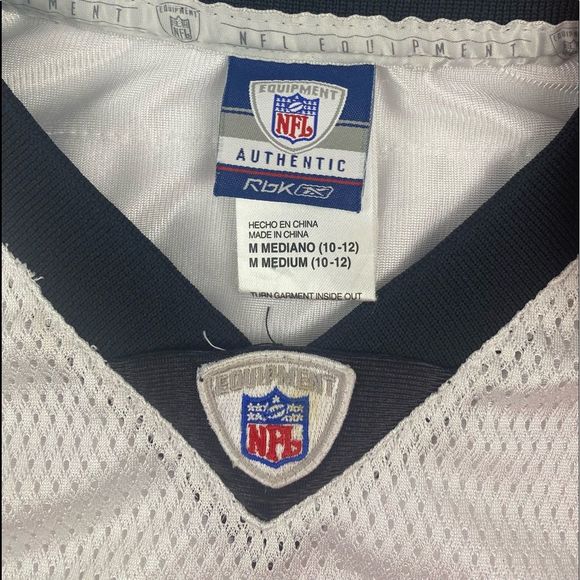 MENT
NFL EQUIPMENT
EQUIPMENT
NFL
AUTHENTIC
RBK
HECHO EN CHINA
MADE IN CHINA
M MEDIANO (10-12)
M MEDIUM (10-12)
TURN GARMENT INSIDE OUT
EQUIPMENT
NFL